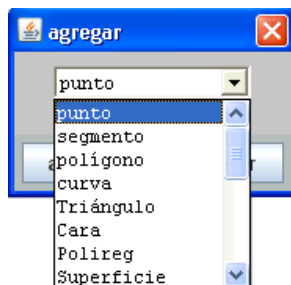 agregar
punto
punto
segmento
polígono
curva
Triángulo
Cara
Polireg
Superficie